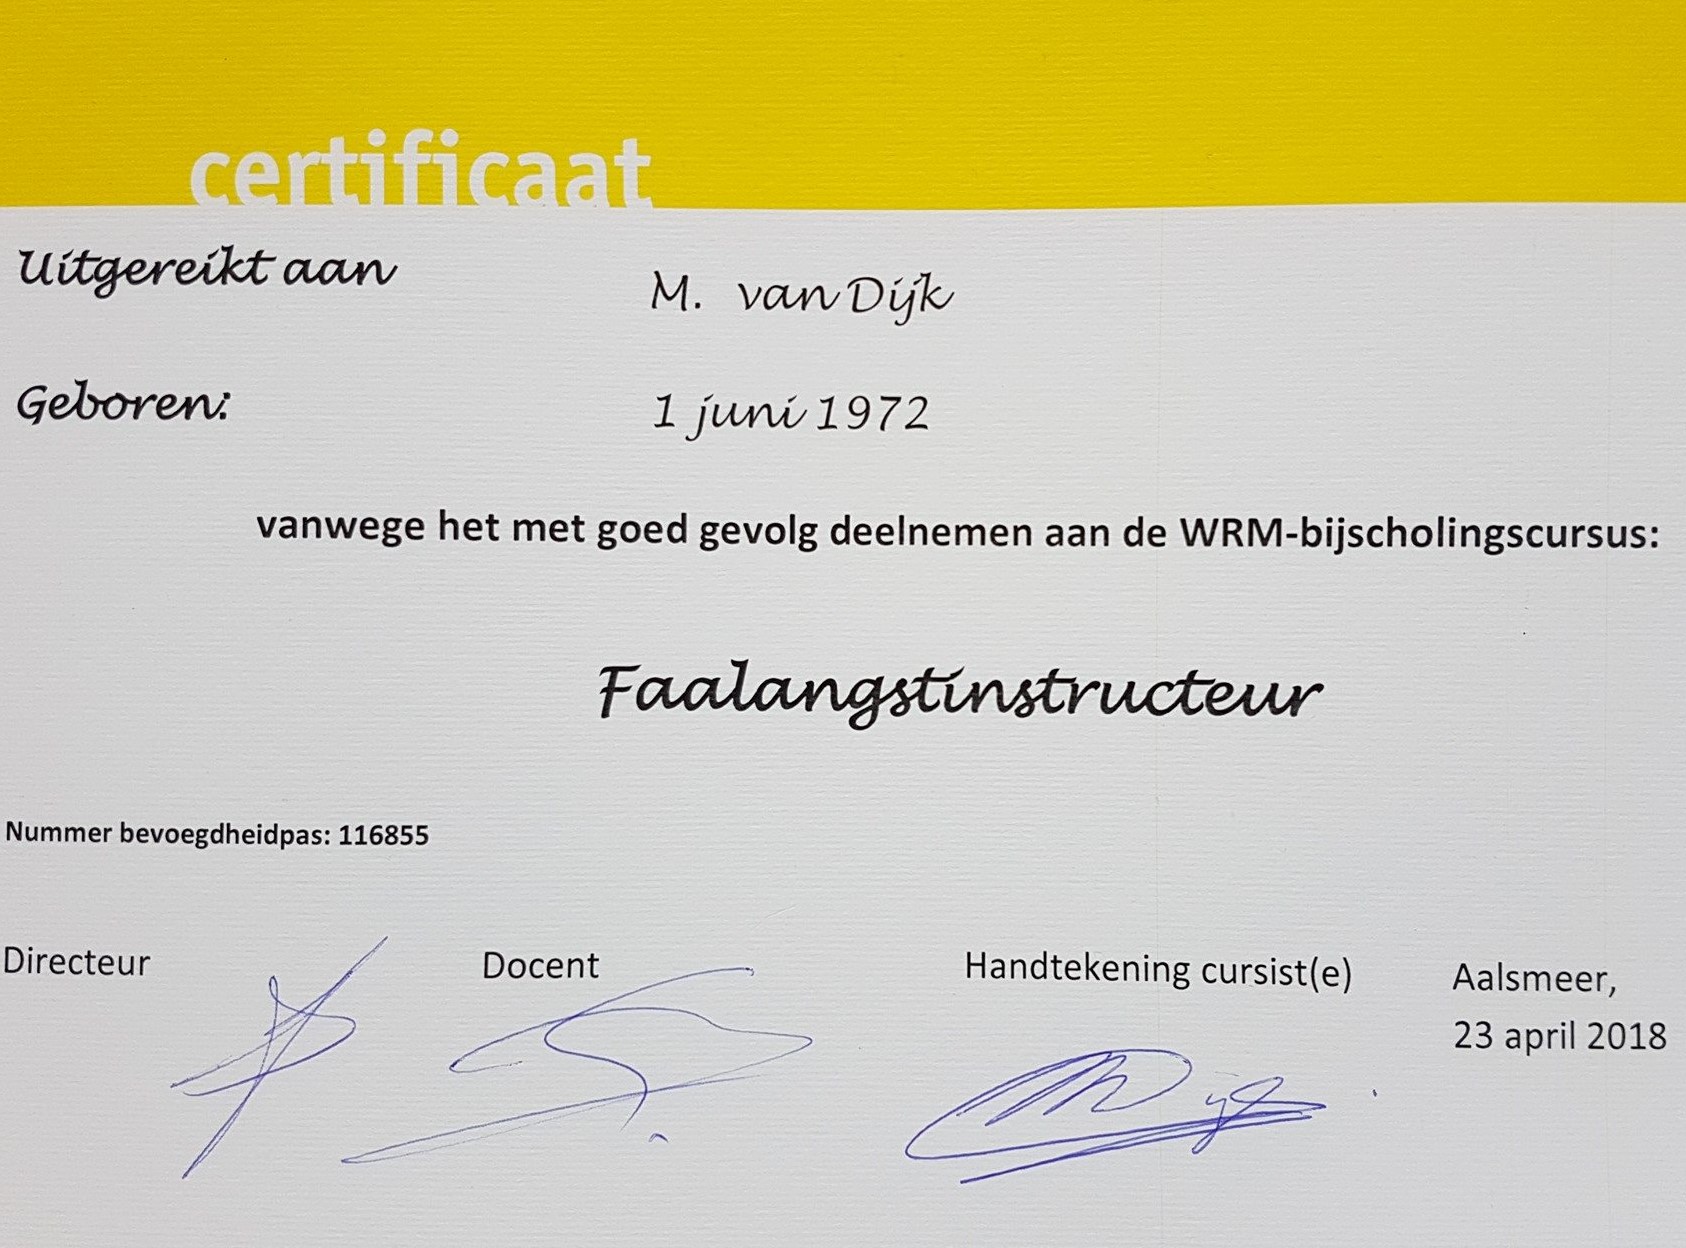 certificaat
Uitgereikt aan M. van Dijk
Geboren: 1 juni 1972
vanwege het met goed gevolg deelnemen aan de WRM-bijscholingscursus:
Faalangstinstructeur
Nummer bevoegdheidpas: 116855
Directeur Docent Handtekening cursist(e) Aalsmeer,
23 april 2018